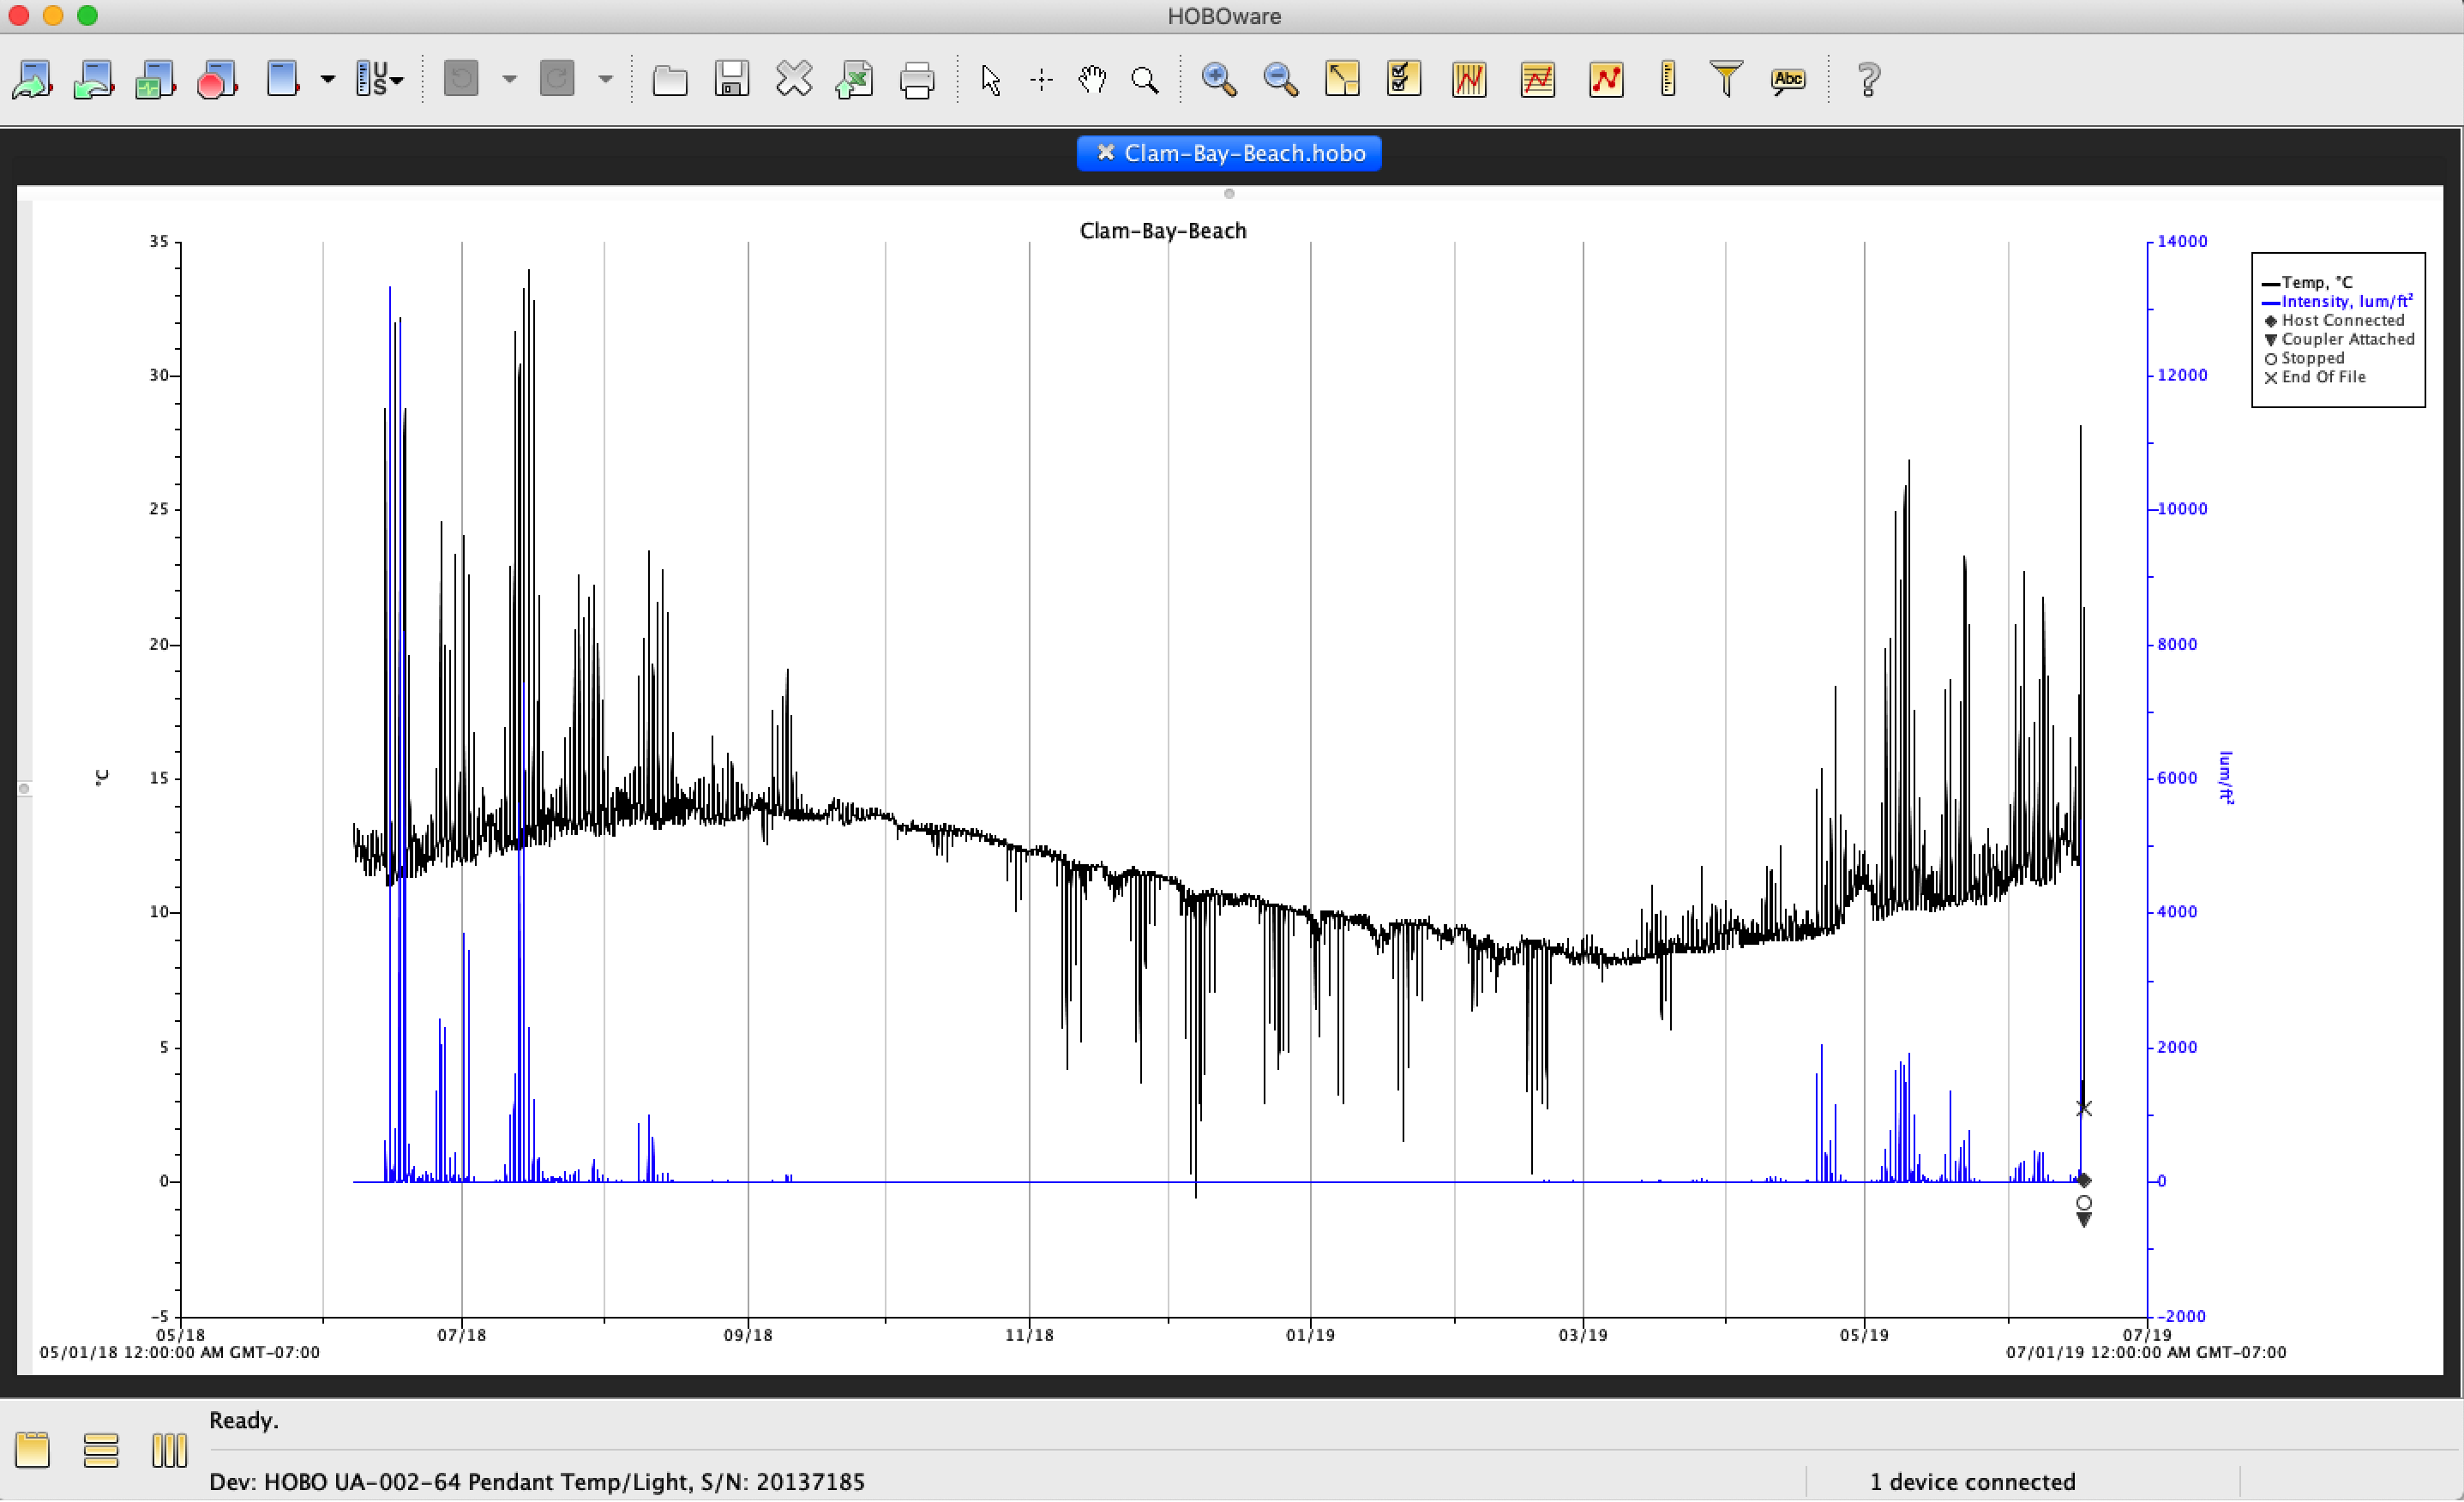 HOBOware
U
S
Abc
?
Clam-Bay-Beach.hobo
Clam-Bay-Beach
35
30
25
20
15
10
5
0
-5
°C
14000
12000
10000
8000
6000
4000
2000
0
-2000
lum/ft²
Temp, °C
Intensity, lum/ft²
Host Connected
Coupler Attached
Stopped
End Of File
05/18 07/18 09/18 11/18 01/19 03/19 05/19 07/19
05/01/18 12:00:00 AM GMT-07:00 07/01/19 12:00:00 AM GMT-07:00
Ready.
Dev: HOBO UA-002-64 Pendant Temp/Light, S/N: 20137185 1 device connected